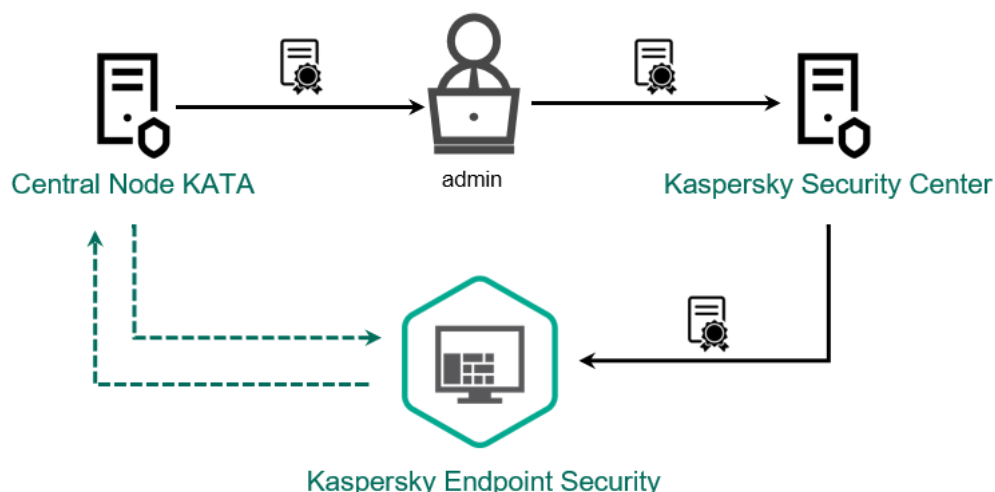 Central Node KATA
admin
Kaspersky Security Center
Kaspersky Endpoint Security